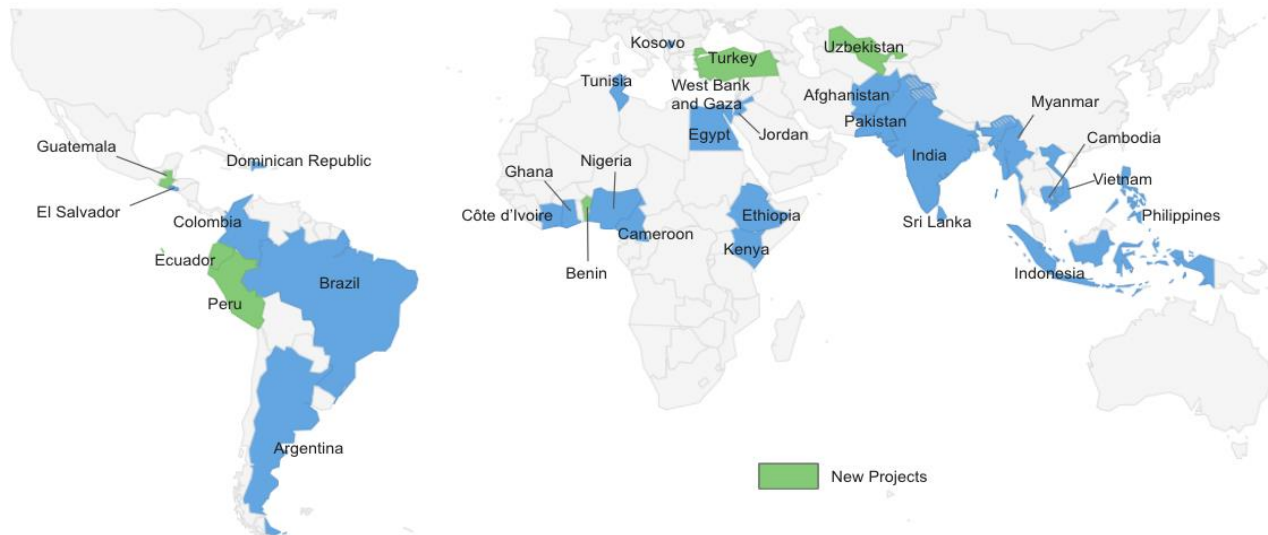 Kosovo
Turkey
Uzbekistan
Tunisia
West Bank
and Gaza
Afghanistan
Myanmar
Pakistan
Egypt
Jordan
Cambodia
Guatemala
Dominican Republic
Nigeria
India
Ghana
Vietnam
El Salvador
Colombia
Côte d'Ivoire
Ethiopia
Sri Lanka
Philippines
Cameroon
Kenya
Ecuador
Benin
Indonesia
Brazil
Peru
Argentina
New Projects